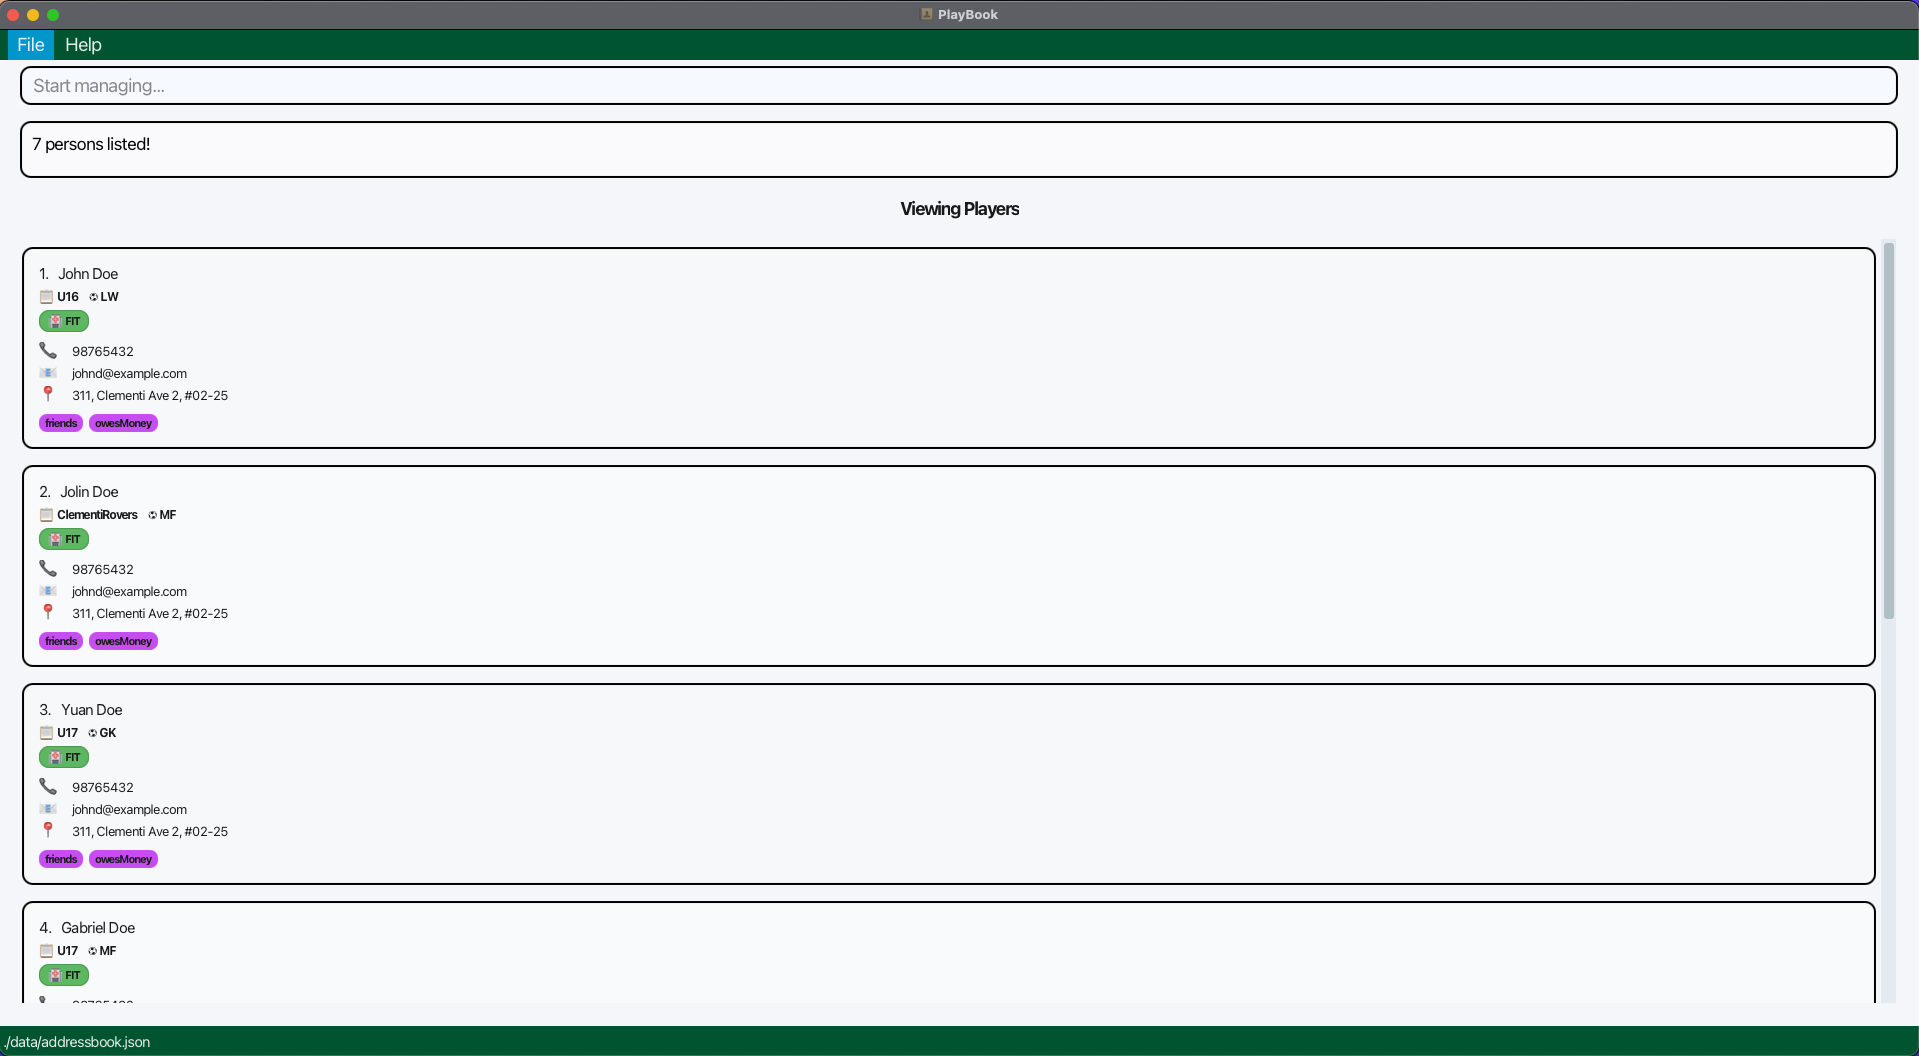 PlayBook
File Help
Start managing...
7 persons listed!
Viewing Players
1. John Doe
U16 LW
FIT
98765432
johnd@example.com
311, Clementi Ave 2, #02-25
friends owesMoney
2. Jolin Doe
ClementiRovers MF
FIT
98765432
johnd@example.com
311, Clementi Ave 2, #02-25
friends owesMoney
3. Yuan Doe
U17 GK
FIT
98765432
johnd@example.com
311, Clementi Ave 2, #02-25
friends owesMoney
4. Gabriel Doe
U17 MF
FIT
./data/addressbook.json